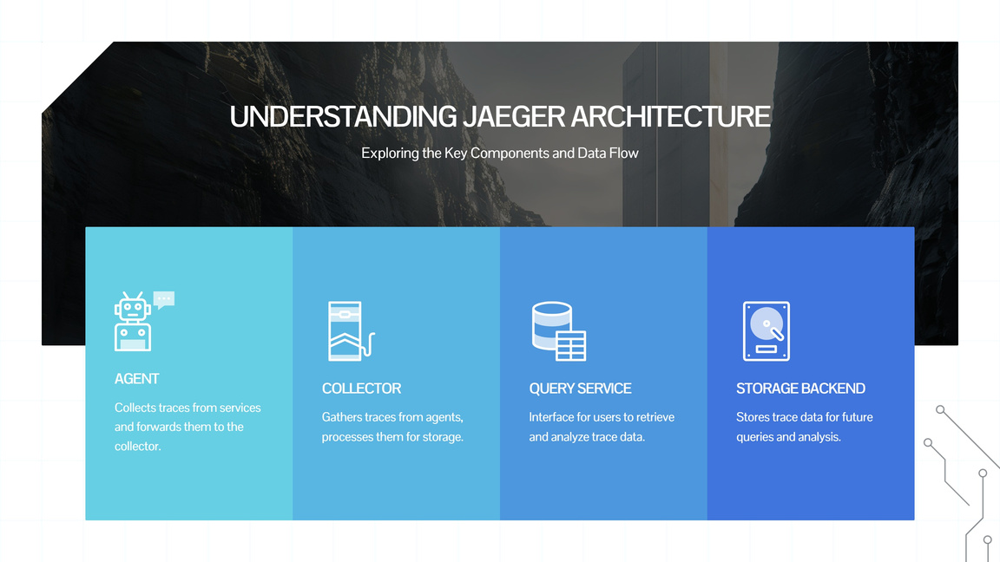 UNDERSTANDING JAEGER ARCHITECTURE
Exploring the Key Components and Data Flow
AGENT
Collects traces from services
and forwards them to the
collector.
COLLECTOR
Gathers traces from agents,
processes them for storage.
QUERY SERVICE
Interface for users to retrieve
and analyze trace data.
STORAGE BACKEND
Stores trace data for future
queries and analysis.